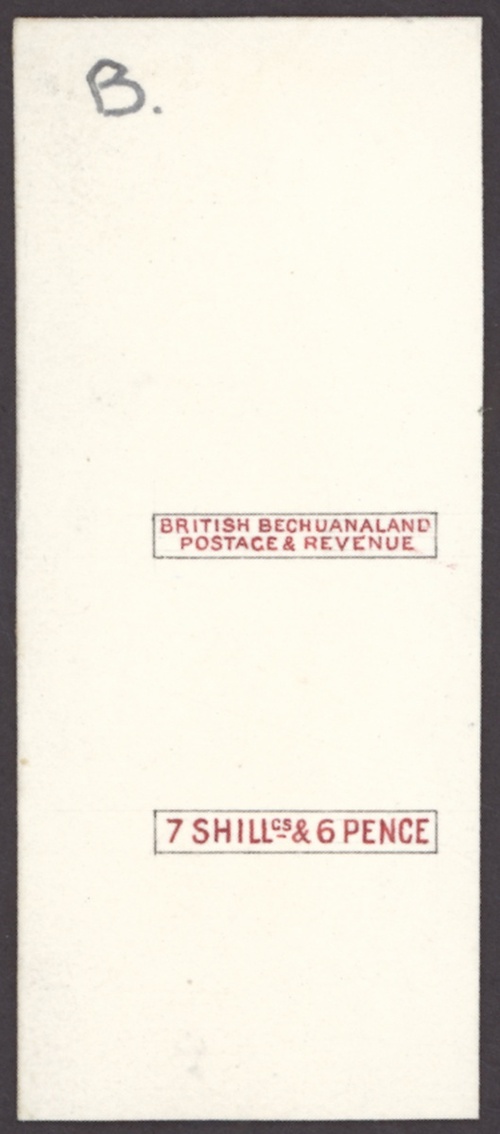 B.
BRITISH BECHUANALAND
POSTAGE & REVENUE
7 SHILLGS & 6 PENCE